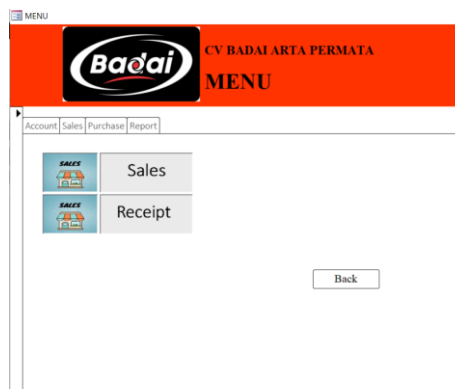 MENU
Badai
CV BADAI ARTA PERMATA
MENU
Account Sales Purchase Report
SALES
Sales
SALES
Receipt
Back